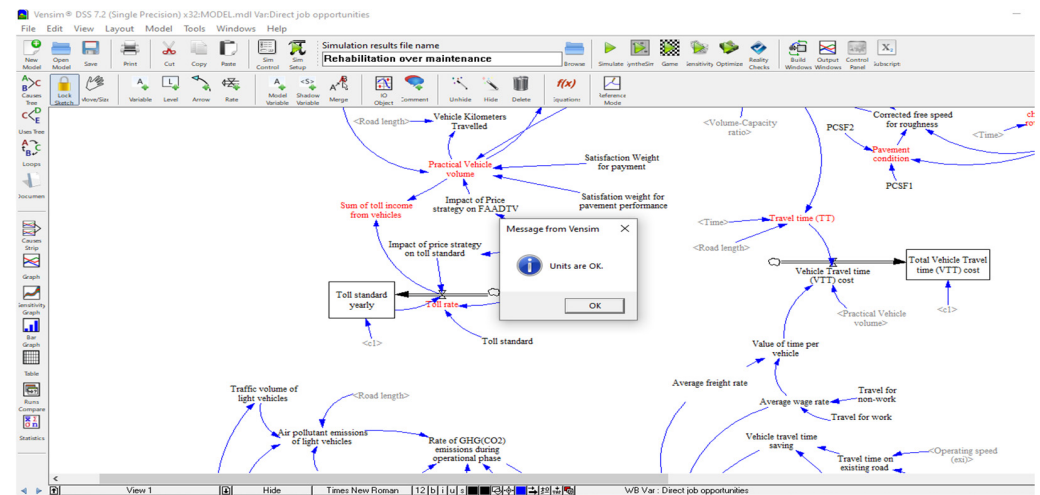 Vensim® DSS 7.2 (Single Precision) x32:MODEL.mdl Var:Direct job opportunities
File Edit View Layout Model Tools Windows Help
Simulation results file name
Rehabilitation over maintenance
New Model
Open Model
Save
Print
Cut
Copy
Paste
Sim Control
Sim Setup
Browse
Simulate
Game
Sensitivity
Optimize
Reality Checks
Build Windows
Output Windows
Control Panel
Subscript
Lock Sketch
Move/Size
Variable
Level
Arrow
Rate
Model Variable
Shadow Variable
Merge
IO Object
Comment
Unhide
Hide
Delete
f(x)
Equations
Reference Mode
Causes Tree
Uses Tree
Loops
Document
Causes Strip
Graph
Sensitivity Graph
Bar Graph
Table
Runs Compare
Statistics
<Road length>
Vehicle Kilometers
Travelled
<Volume-Capacity
ratio>
PCSF2
Corrected free speed
for roughness
<Time>
Pavement
condition
PCSF1
Practical Vehicle
volume
Satisfaction Weight
for payment
Sum of toll income
from vehicles
Impact of Price
strategy on FAADTV
Satisfation weight for
pavement performance
<Time>
Travel time (TT)
<Road length>
Message from Vensim
Units are OK.
OK
Impact of price strategy
on toll standard
Toll standard
yearly
Toll rate
<c1>
Toll standard
Vehicle Travel time
(VTT) cost
Total Vehicle Travel
time (VTT) cost
<Practical Vehicle
volume>
<c1>
Value of time per
vehicle
Average freight rate
Average wage rate
Travel for
non-work
Travel for work
Traffic volume of
light vehicles
<Road length>
Air pollutant emissions
of light vehicles
Rate of GHG(CO2)
emissions during
operational phase
Vehicle travel time
saving
Travel time on
existing road
<Operating speed
(exi)>
View 1
Hide
Times New Roman
12 b i u s
WB Var : Direct job opportunities